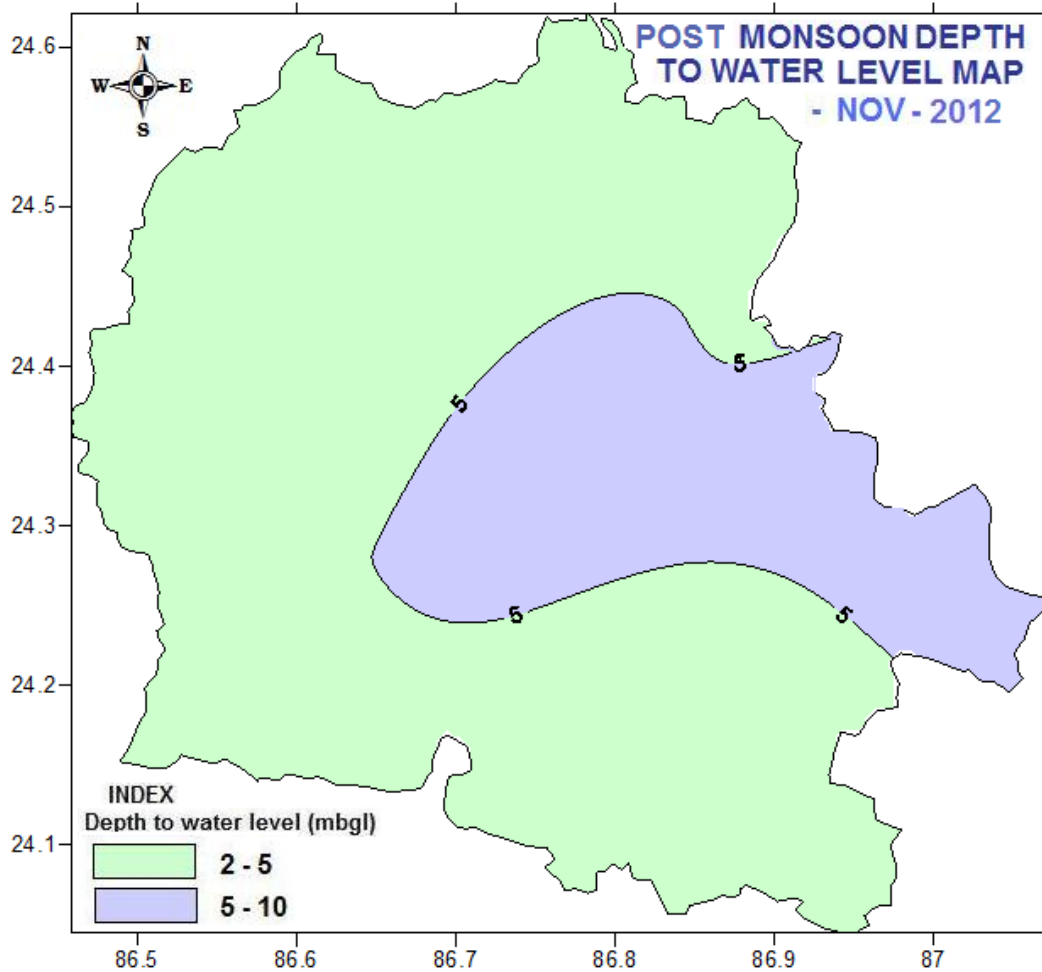 POST MONSOON DEPTH
TO WATER LEVEL MAP
- NOV - 2012
N
W E
S
24.6
24.5
24.4
24.3
24.2
24.1
5
5
5
5
INDEX
Depth to water level (mbgl)
2 - 5
5 - 10
86.5 86.6 86.7 86.8 86.9 87